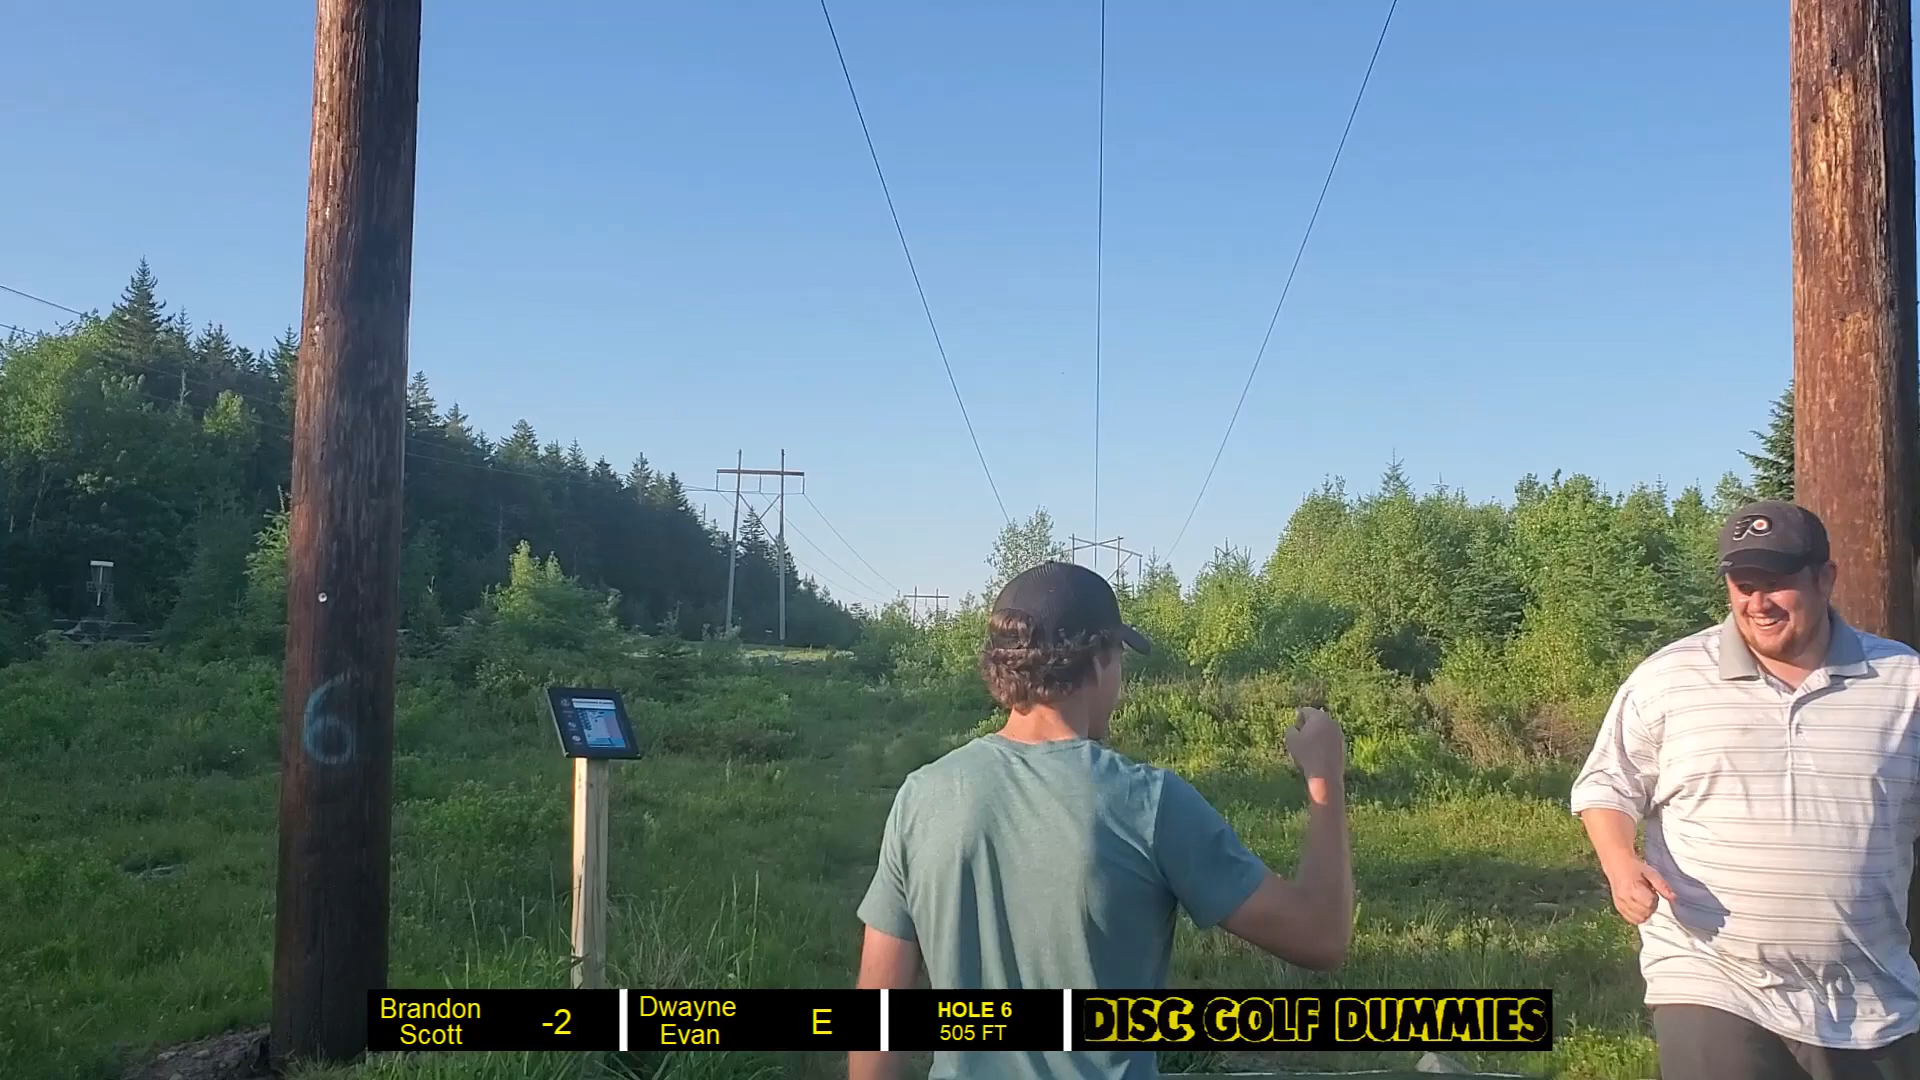 6
P
Brandon
Scott
-2
Dwayne
Evan
E
HOLE 6
505 FT
DISC GOLF DUMMIES